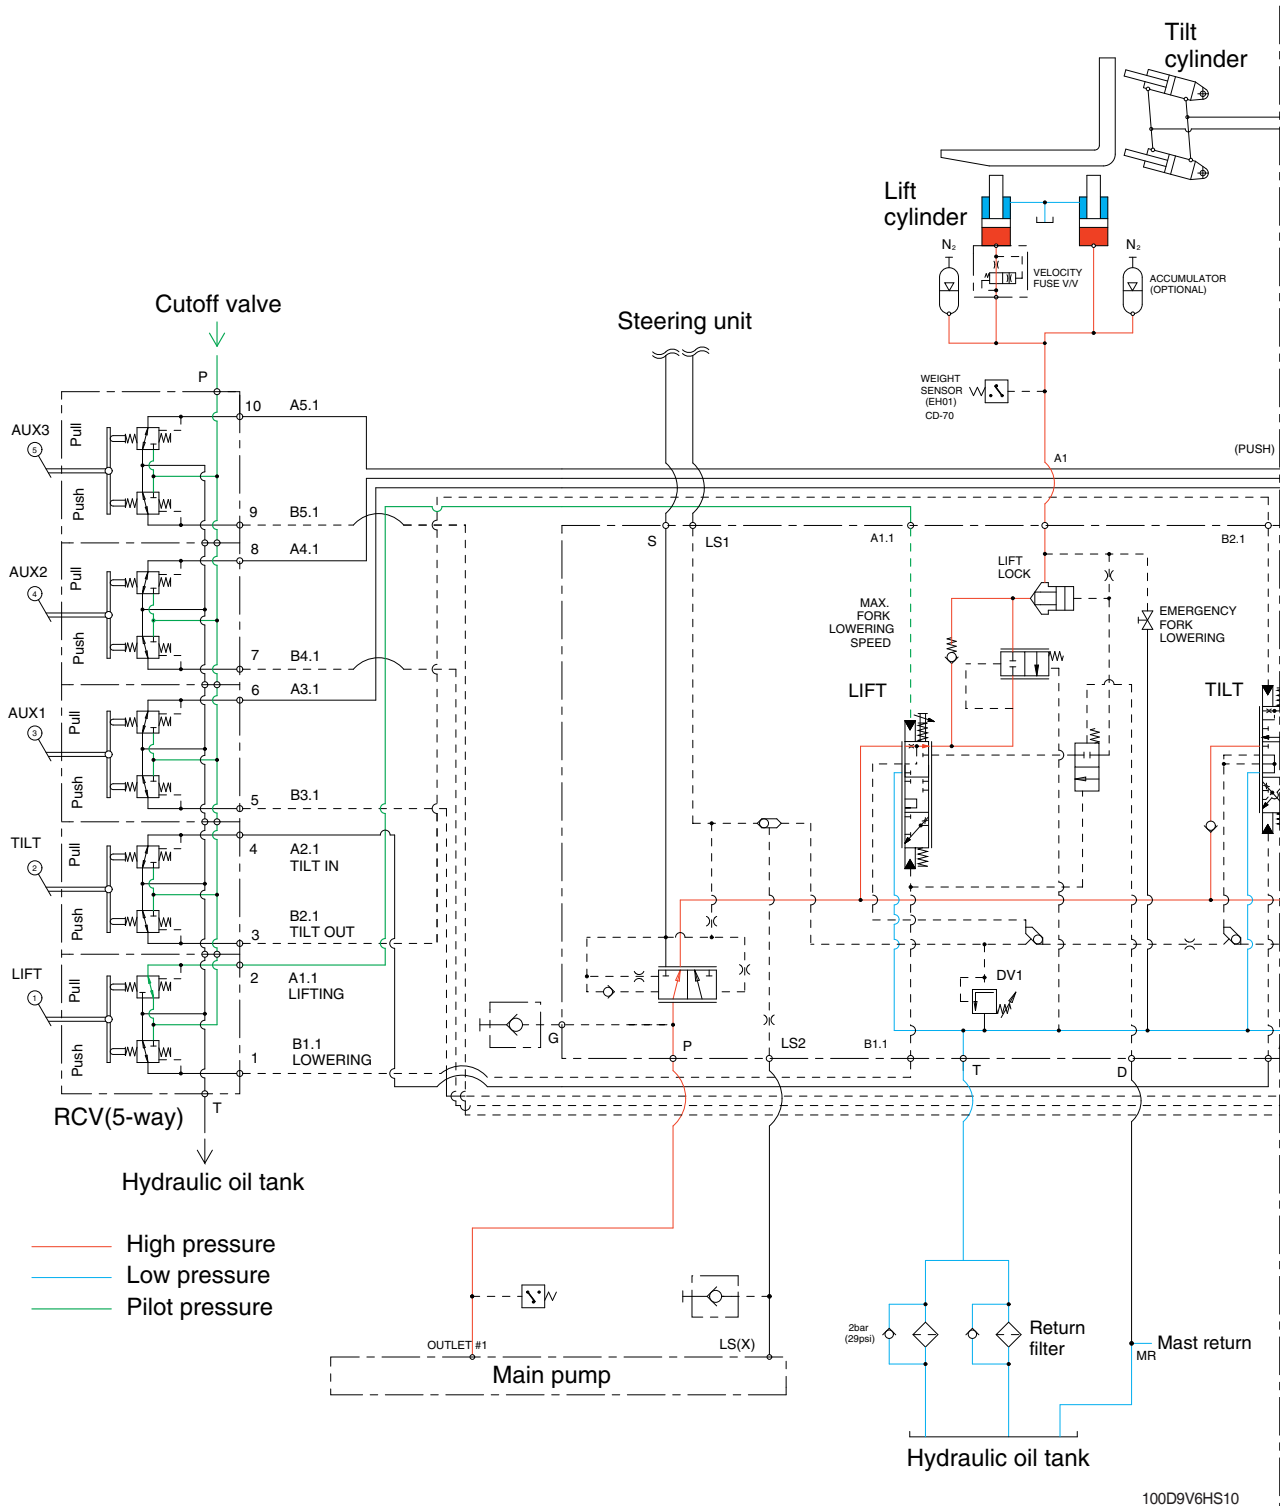 Tilt
cylinder
Lift
cylinder
N2
N2
VELOCITY
FUSE V/V
ACCUMULATOR
(OPTIONAL)
Cutoff valve
Steering unit
WEIGHT
SENSOR
(EH01)
CD-70
P
10 A5.1
AUX3
5
Pull
Push
(PUSH)
A1
9 B5.1
S
LS1
A1.1
B2.1
8 A4.1
AUX2
4
Pull
Push
LIFT
LOCK
MAX.
FORK
LOWERING
SPEED
EMERGENCY
FORK
LOWERING
7 B4.1
6 A3.1
LIFT
TILT
AUX1
3
Pull
Push
5 B3.1
TILT
2
Pull
Push
4 A2.1
TILT IN
B2.1
TILT OUT
3
LIFT
1
Pull
Push
2 A1.1
LIFTING
DV1
G
P
LS2
B1.1
T
D
1 B1.1
LOWERING
T
RCV(5-way)
Hydraulic oil tank
High pressure
Low pressure
Pilot pressure
OUTLET #1
LS(X)
Main pump
2bar
(29psi)
Return
filter
Mast return
MR
Hydraulic oil tank
100D9V6HS10